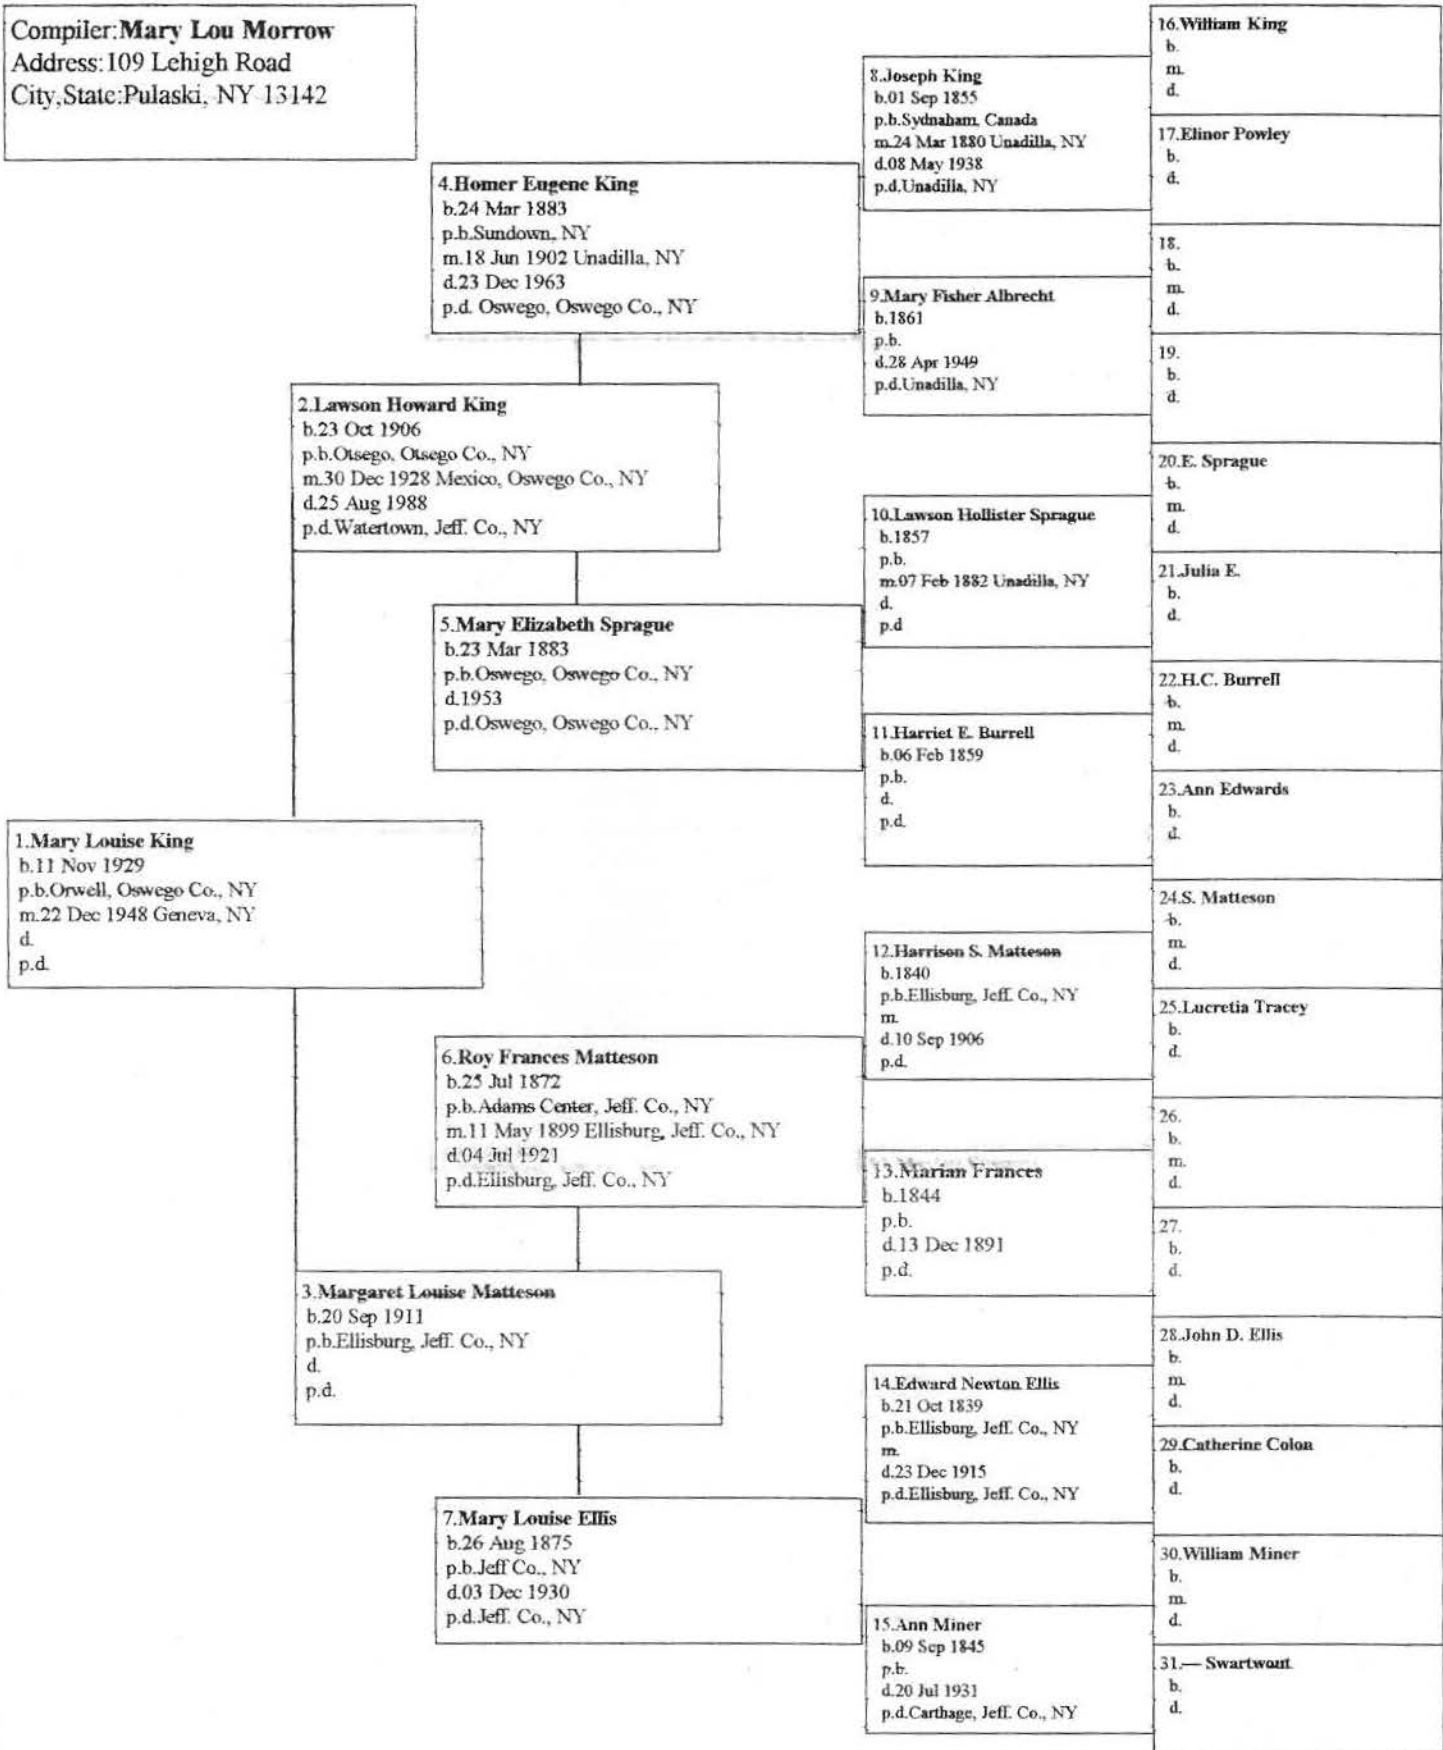 Compiler:Mary Lou Morrow
Address:109 Lehigh Road
City,State:Pulaski, NY 13142
1.Mary Louise King
b.11 Nov 1929
p.b.Orwell, Oswego Co., NY
m.22 Dec 1948 Geneva, NY
d.
p.d.
2.Lawson Howard King
b.23 Oct 1906
p.b.Otsego, Otsego Co., NY
m.30 Dec 1928 Mexico, Oswego Co., NY
d.25 Aug 1988
p.d.Watertown, Jeff. Co., NY
3.Margaret Louise Matteson
b.20 Sep 1911
p.b.Ellisburg, Jeff. Co., NY
d.
p.d.
4.Homer Eugene King
b.24 Mar 1883
p.b.Sundown, NY
m.18 Jun 1902 Unadilla, NY
d.23 Dec 1963
p.d. Oswego, Oswego Co., NY
5.Mary Elizabeth Sprague
b.23 Mar 1883
p.b.Oswego, Oswego Co., NY
d.1953
p.d.Oswego, Oswego Co., NY
6.Roy Frances Matteson
b.25 Jul 1872
p.b.Adams Center, Jeff. Co., NY
m.11 May 1899 Ellisburg, Jeff. Co., NY
d.04 Jul 1921
p.d.Ellisburg, Jeff. Co., NY
7.Mary Louise Ellis
b.26 Aug 1875
p.b.Jeff Co., NY
d.03 Dec 1930
p.d.Jeff. Co., NY
8.Joseph King
b.01 Sep 1855
p.b.Sydnaham, Canada
m.24 Mar 1880 Unadilla, NY
d.08 May 1938
p.d.Unadilla, NY
9.Mary Fisher Albrecht
b.1861
p.b.
d.28 Apr 1949
p.d.Unadilla, NY
10.Lawson Hollister Sprague
b.1857
p.b.
m.07 Feb 1882 Unadilla, NY
d.
p.d
11.Harriet E. Burrell
b.06 Feb 1859
p.b.
d.
p.d.
12.Harrison S. Matteson
b.1840
p.b.Ellisburg, Jeff. Co., NY
m.
d.10 Sep 1906
p.d.
13.Marian Frances
b.1844
p.b.
d.13 Dec 1891
p.d.
14.Edward Newton Ellis
b.21 Oct 1839
p.b.Ellisburg, Jeff. Co., NY
m.
d.23 Dec 1915
p.d.Ellisburg, Jeff. Co., NY
15.Ann Miner
b.09 Sep 1845
p.b.
d.20 Jul 1931
p.d.Carthage, Jeff. Co., NY
16.William King
b.
m.
d.
17.Elinor Powley
b.
d.
18.
b.
m.
d.
19.
b.
d.
20.E. Sprague
b.
m.
d.
21.Julia E.
b.
d.
22.H.C. Burrell
b.
m.
d.
23.Ann Edwards
b.
d.
24.S. Matteson
b.
m.
d.
25.Lucretia Tracey
b.
d.
26.
b.
m.
d.
27.
b.
d.
28.John D. Ellis
b.
m.
d.
29.Catherine Colon
b.
d.
30.William Miner
b.
m.
d.
31.— Swartwout
b.
d.